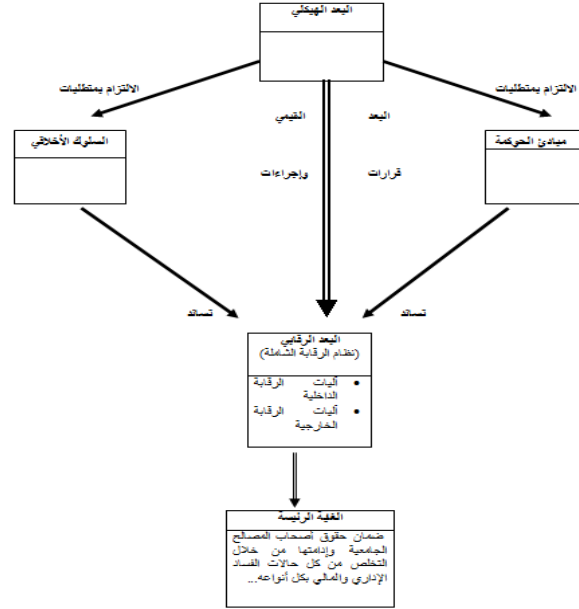 البعد الهيكلي
الالتزام بمتطلبات
الالتزام بمتطلبات
البعد القيمي
قرارات وإجراءات
مبادئ الحوكمة
السلوك الأخلاقي
تساند
تساند
البعد الرقابي
(نظام الرقابة الشاملة)
• آليات الرقابة
الداخلية
• آليات الرقابة
الخارجية
الغاية الرئيسة
ضمان حقوق أصحاب المصالح
الجامعية وإدامتها من خلال
التخلص من كل حالات الفساد
الإداري والمالي بكل أنواعه...